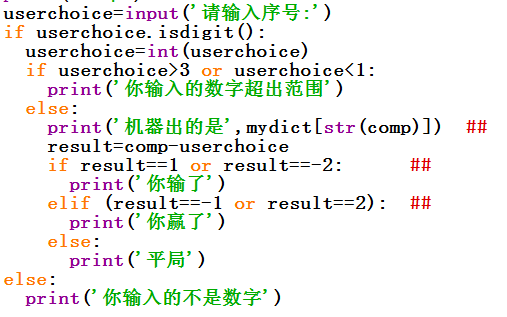 userchoice=input('请输入序号:')
if userchoice.isdigit():
  userchoice=int(userchoice)
  if userchoice>3 or userchoice<1:
    print('你输入的数字超出范围')
  else:
    print('机器出的是',mydict[str(comp)])  ##
    result=comp-userchoice
    if result==1 or result==-2:      ##
      print('你输了')
    elif (result==-1 or result==2):  ##
      print('你赢了')
    else:
      print('平局')
else:
  print('你输入的不是数字')